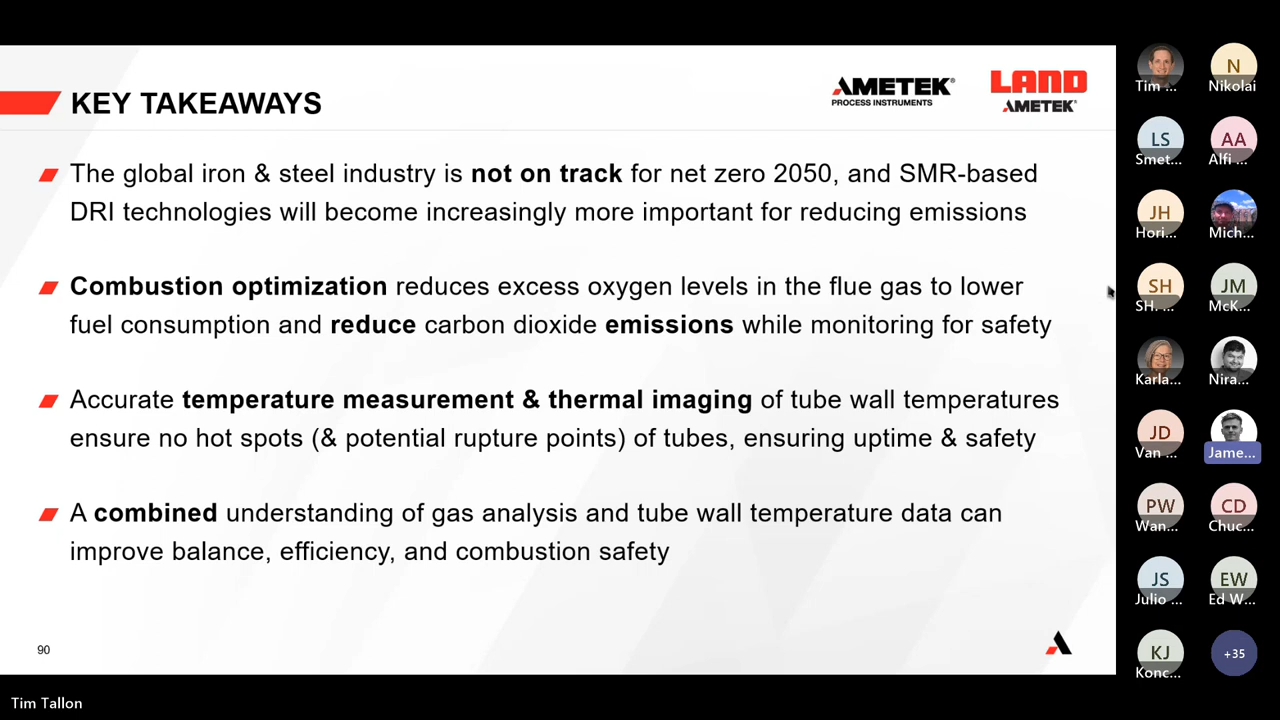 KEY TAKEAWAYS
AMETEK®
PROCESS INSTRUMENTS
LAND
AMETEK®
The global iron & steel industry is not on track for net zero 2050, and SMR-based
DRI technologies will become increasingly more important for reducing emissions
Combustion optimization reduces excess oxygen levels in the flue gas to lower
fuel consumption and reduce carbon dioxide emissions while monitoring for safety
Accurate temperature measurement & thermal imaging of tube wall temperatures
ensure no hot spots (& potential rupture points) of tubes, ensuring uptime & safety
A combined understanding of gas analysis and tube wall temperature data can
improve balance, efficiency, and combustion safety
90
Tim Tallon
Tim ...
N
Nikolai
LS
Smet...
AA
Alfi ...
JH
Hori...
Mich...
SH
SH. ...
JM
McK...
Karla...
Nira...
JD
Van ...
Jame...
PW
Wan...
CD
Chuc...
JS
Julio ...
EW
Ed W...
KJ
Konc...
+35